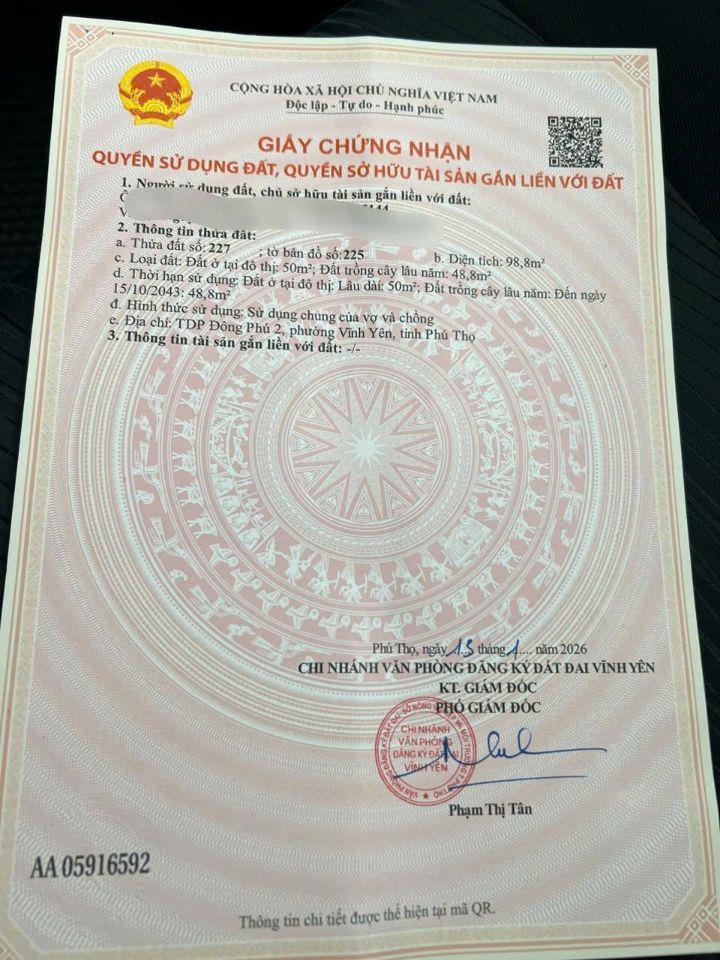 CỘNG HÒA XÃ HỘI CHỦ NGHĨA VIỆT NAM
Độc lập - Tự do - Hạnh phúc
GIẤY CHỨNG NHẬN
QUYỀN SỬ DỤNG ĐẤT, QUYỀN SỞ HỮU TÀI SẢN GẮN LIỀN VỚI ĐẤT
1. Người sử dụng đất, chủ sở hữu tài sản gắn liền với đất:
2. Thông tin thửa đất:
a. Thửa đất số: 227 ; tờ bản đồ số: 225 b. Diện tích: 98,8m²
c. Loại đất: Đất ở tại đô thị: 50m²; Đất trồng cây lâu năm: 48,8m²
d. Thời hạn sử dụng: Đất ở tại đô thị: Lâu dài: 50m²; Đất trồng cây lâu năm: Đến ngày
15/10/2043: 48,8m²
đ. Hình thức sử dụng: Sử dụng chung của vợ và chồng
e. Địa chỉ: TDP Đông Phú 2, phường Vĩnh Yên, tỉnh Phú Thọ
3. Thông tin tài sản gắn liền với đất: -/-
Phú Thọ, ngày 13 tháng 1 .... năm 2026
CHI NHÁNH VĂN PHÒNG ĐĂNG KÝ ĐẤT ĐAI VĨNH YÊN
KT. GIÁM ĐỐC
PHÓ GIÁM ĐỐC
CHI NHÁNH
VĂN PHÒNG
ĐĂNG KÝ ĐẤT ĐAI
VĨNH YÊN
Phạm Thị Tân
AA 05916592
Thông tin chi tiết được thể hiện tại mã QR.